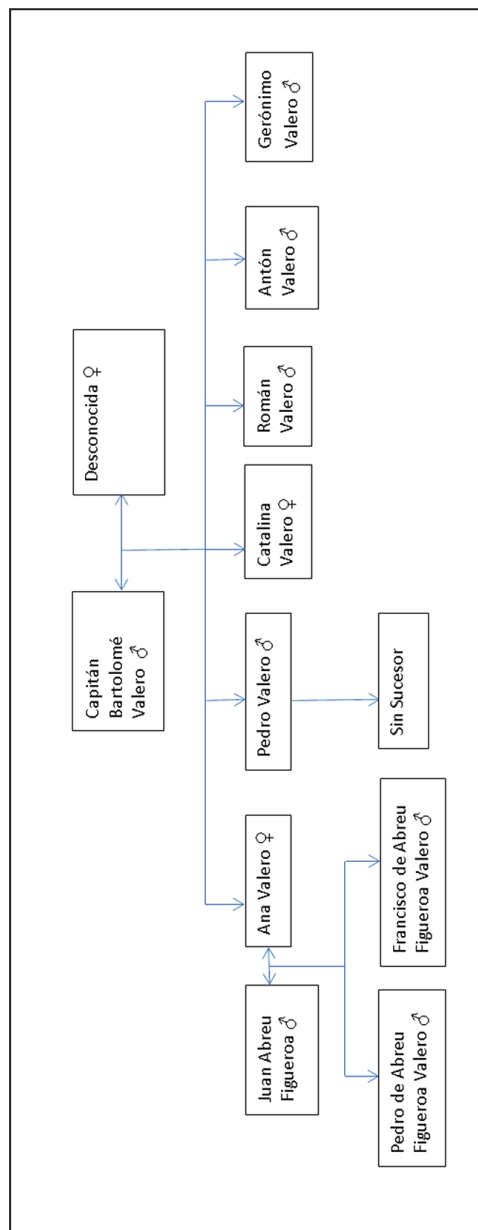 Capitán
Bartolomé
Valero ♂
Desconocida ♀
Juan Abreu
Figueroa ♂
Ana Valero ♀
Pedro Valero ♂
Catalina
Valero ♀
Román
Valero ♂
Antón
Valero ♂
Gerónimo
Valero ♂
Pedro de Abreu
Figueroa Valero ♂
Francisco de Abreu
Figueroa Valero ♂
Sin Sucesor